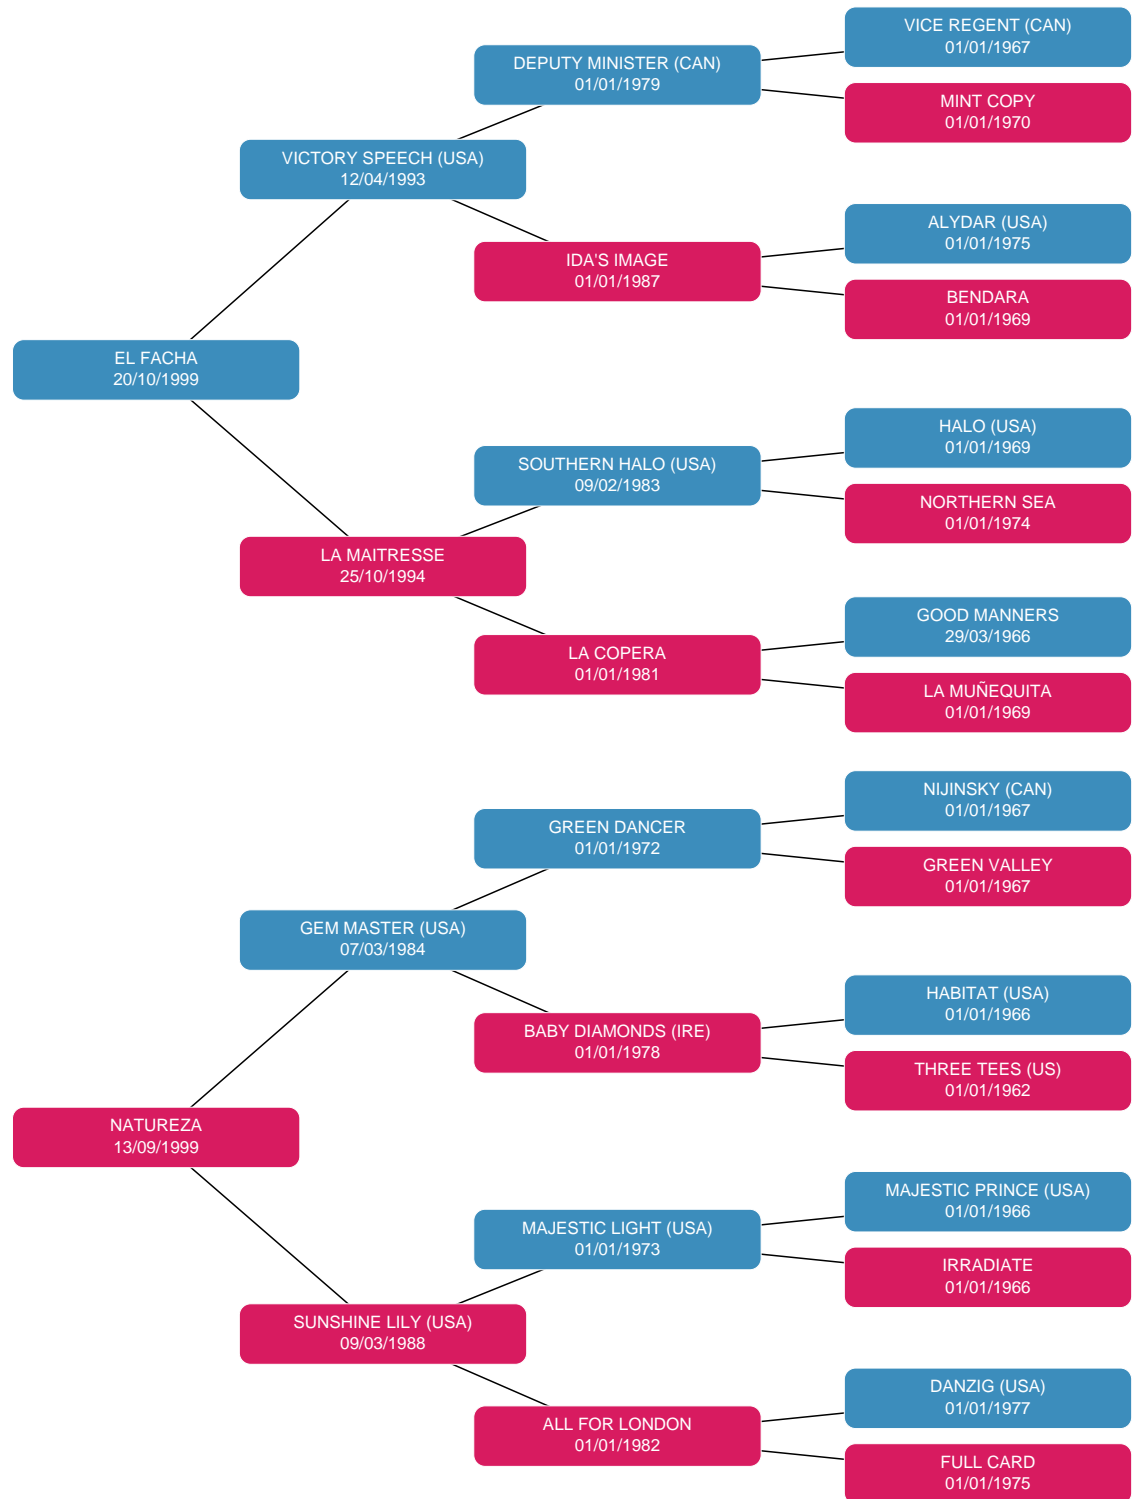 VICE REGENT (CAN)
01/01/1967
DEPUTY MINISTER (CAN)
01/01/1979
MINT COPY
01/01/1970
VICTORY SPEECH (USA)
12/04/1993
ALYDAR (USA)
01/01/1975
IDA'S IMAGE
01/01/1987
BENDARA
01/01/1969
EL FACHA
20/10/1999
HALO (USA)
01/01/1969
SOUTHERN HALO (USA)
09/02/1983
NORTHERN SEA
01/01/1974
LA MAITRESSE
25/10/1994
GOOD MANNERS
29/03/1966
LA COPERA
01/01/1981
LA MUÑEQUITA
01/01/1969
NIJINSKY (CAN)
01/01/1967
GREEN DANCER
01/01/1972
GREEN VALLEY
01/01/1967
GEM MASTER (USA)
07/03/1984
HABITAT (USA)
01/01/1966
BABY DIAMONDS (IRE)
01/01/1978
THREE TEES (US)
01/01/1962
NATUREZA
13/09/1999
MAJESTIC PRINCE (USA)
01/01/1966
MAJESTIC LIGHT (USA)
01/01/1973
IRRADIATE
01/01/1966
SUNSHINE LILY (USA)
09/03/1988
DANZIG (USA)
01/01/1977
ALL FOR LONDON
01/01/1982
FULL CARD
01/01/1975